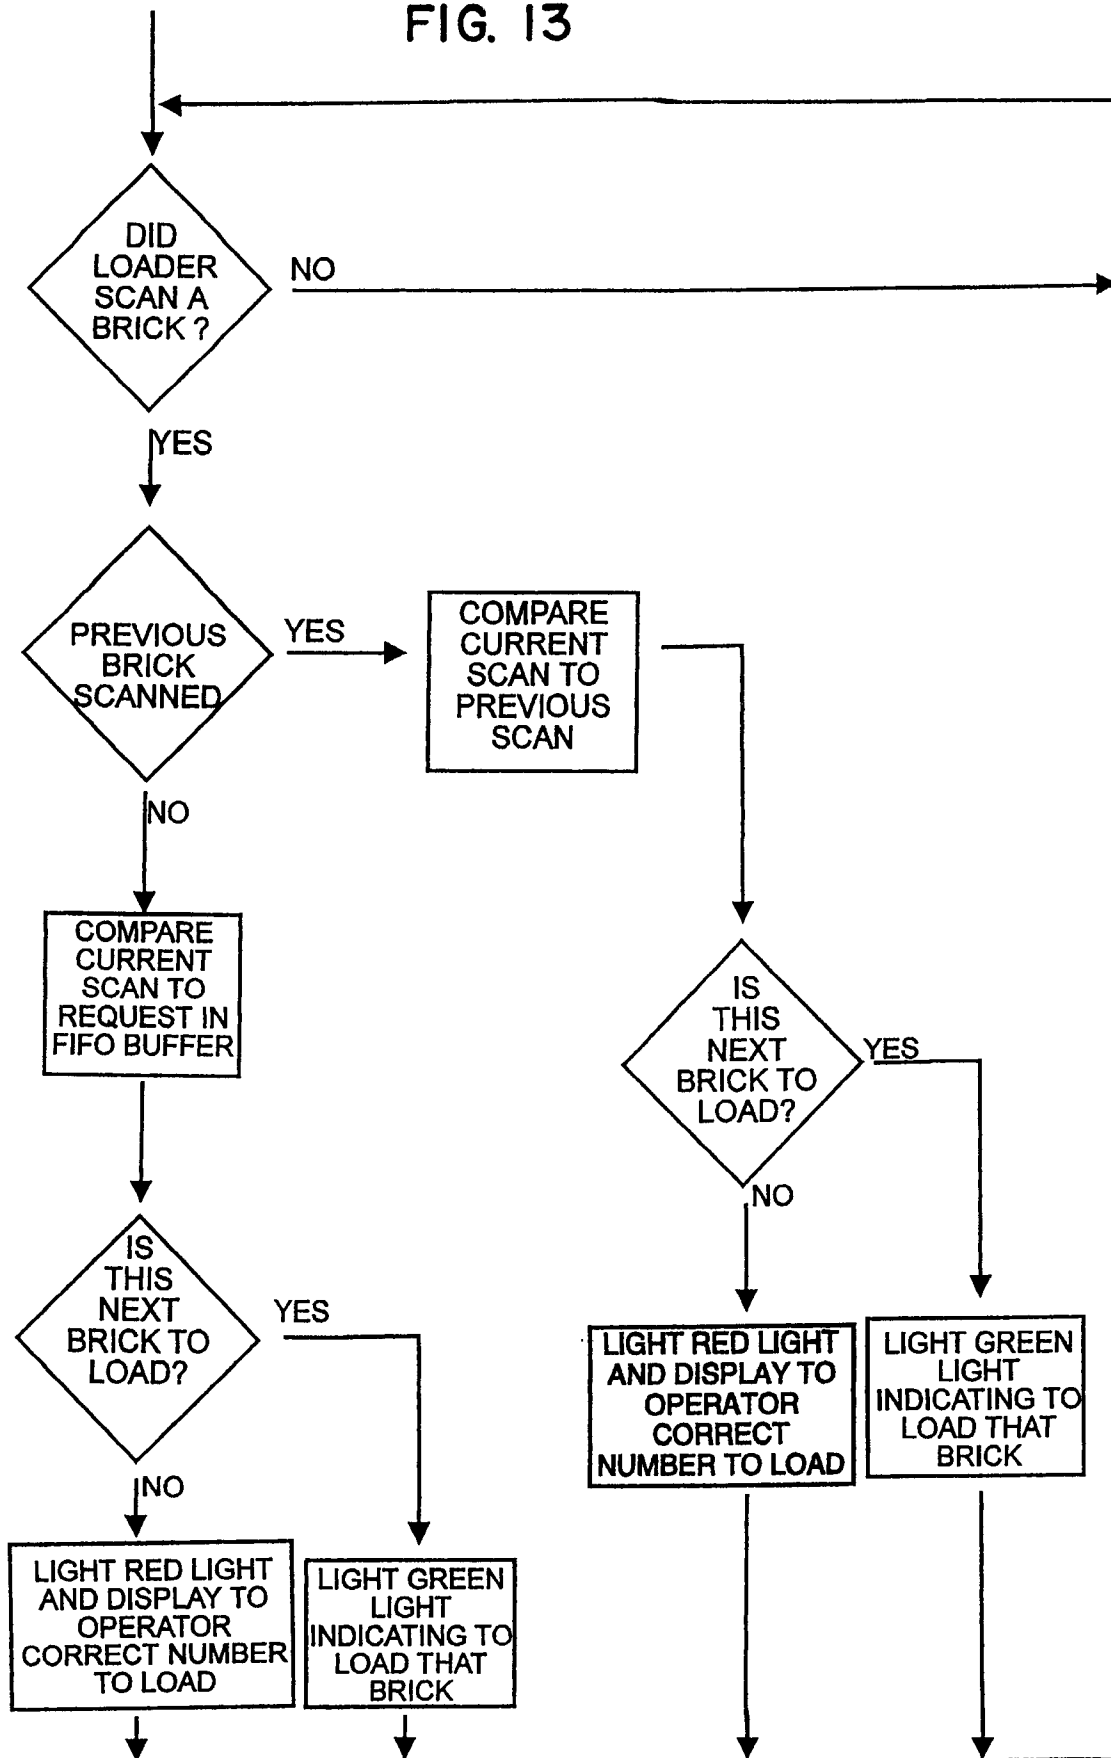 FIG. 13
DID
LOADER
SCAN A
BRICK ?
NO
YES
PREVIOUS
BRICK
SCANNED
YES
COMPARE
CURRENT
SCAN TO
PREVIOUS
SCAN
NO
COMPARE
CURRENT
SCAN TO
REQUEST IN
FIFO BUFFER
IS
THIS
NEXT
BRICK TO
LOAD?
YES
NO
IS
THIS
NEXT
BRICK TO
LOAD?
YES
NO
LIGHT RED LIGHT
AND DISPLAY TO
OPERATOR
CORRECT
NUMBER TO LOAD
LIGHT GREEN
LIGHT
INDICATING TO
LOAD THAT
BRICK
LIGHT RED LIGHT
AND DISPLAY TO
OPERATOR
CORRECT NUMBER
TO LOAD
LIGHT GREEN
LIGHT
INDICATING TO
LOAD THAT
BRICK